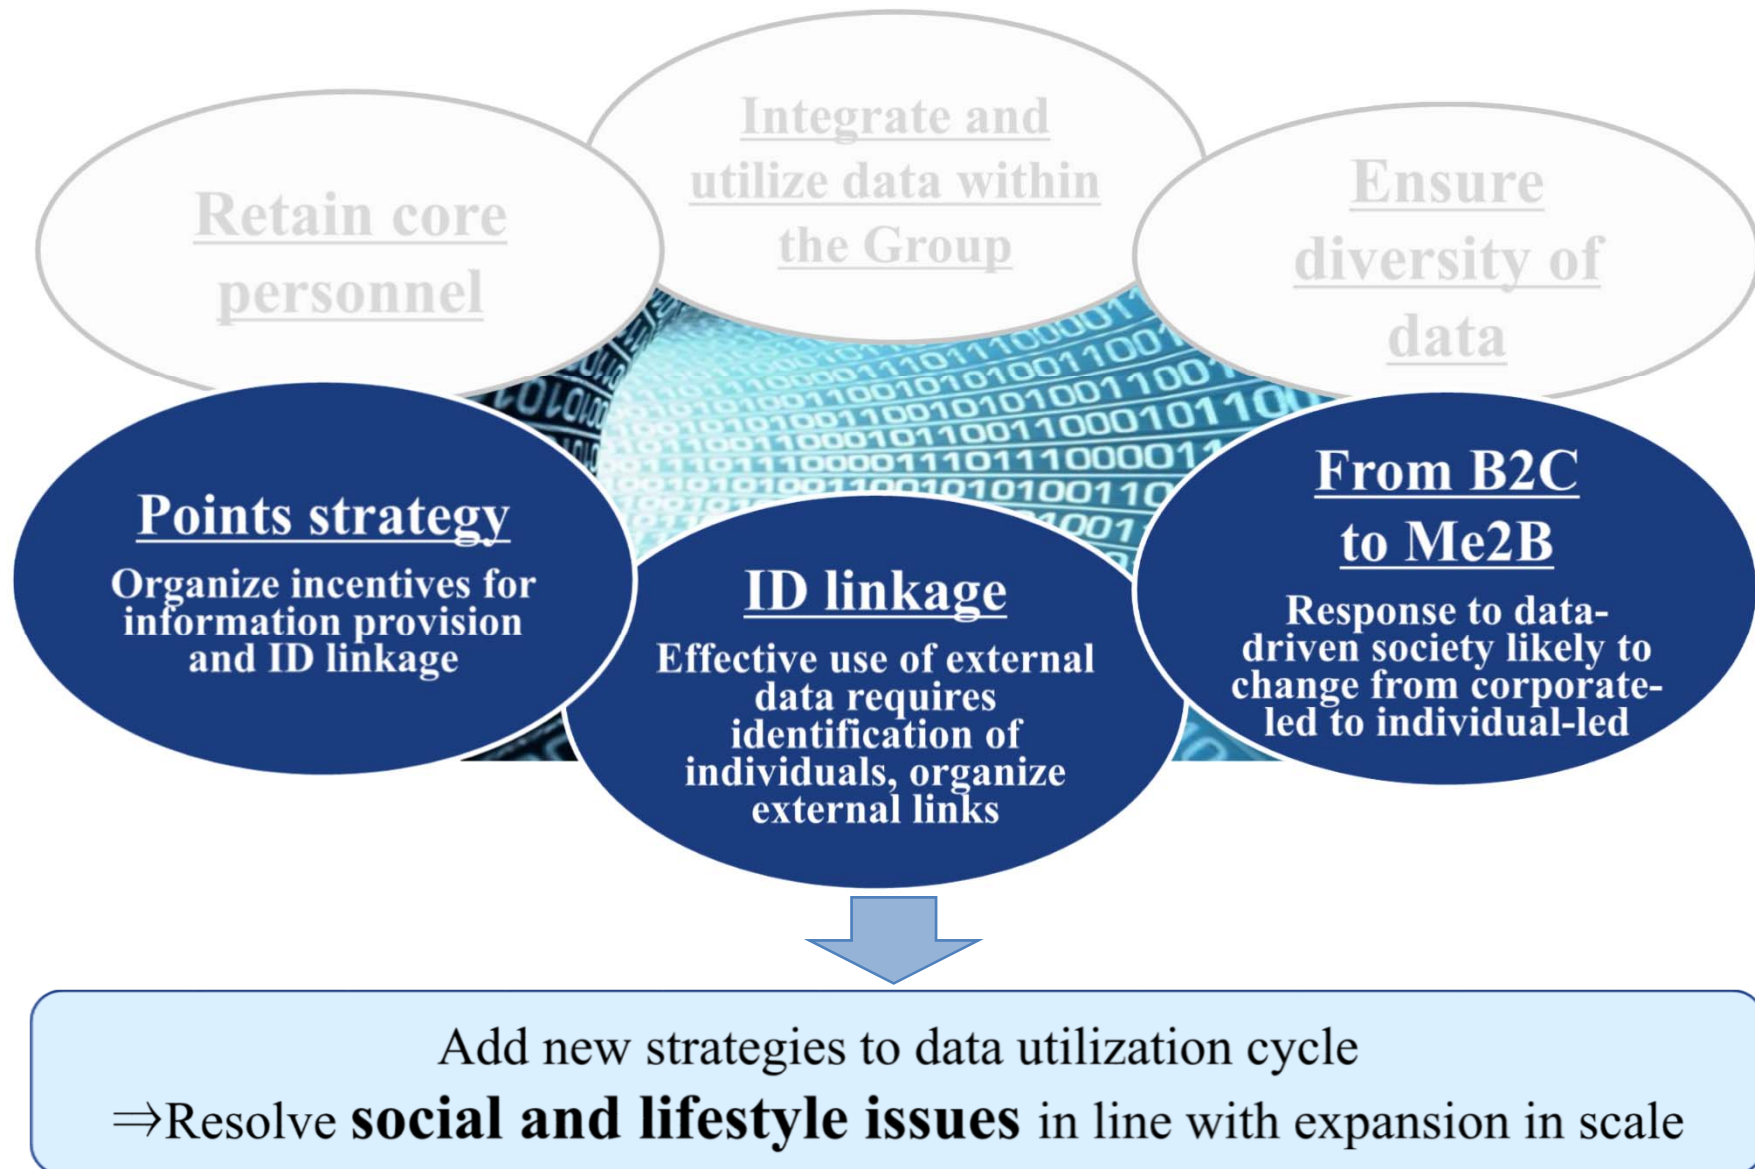 Integrate and
utilize data within
the Group
Retain core
personnel
Ensure
diversity of
data
Points strategy
Organize incentives for
information provision
and ID linkage
ID linkage
Effective use of external
data requires
identification of
individuals, organize
external links
From B2C
to Me2B
Response to data-
driven society likely to
change from corporate-
led to individual-led
Add new strategies to data utilization cycle
⇒Resolve social and lifestyle issues in line with expansion in scale